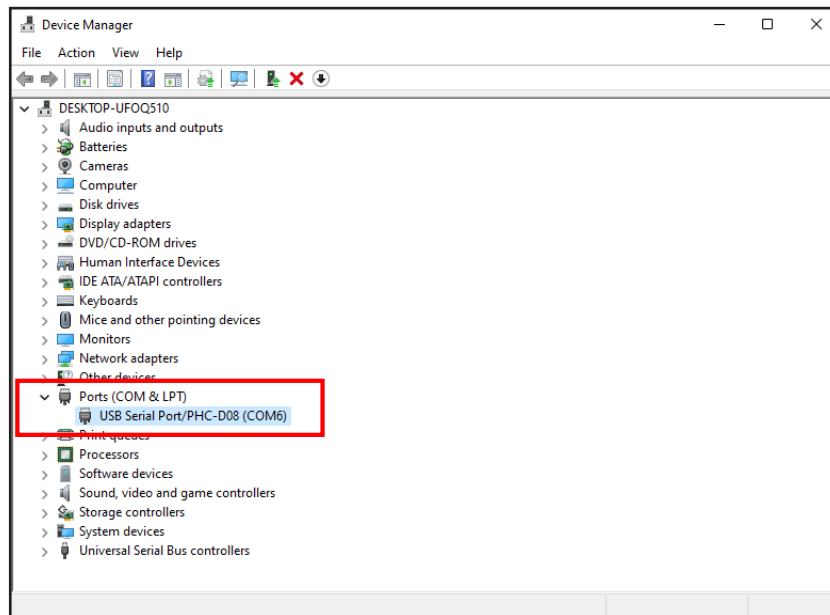 Device Manager
File Action View Help
DESKTOP-UFOQ510
Audio inputs and outputs
Batteries
Cameras
Computer
Disk drives
Display adapters
DVD/CD-ROM drives
Human Interface Devices
IDE ATA/ATAPI controllers
Keyboards
Mice and other pointing devices
Monitors
Network adapters
Other devices
Ports (COM & LPT)
USB Serial Port/PHC-D08 (COM6)
Print queues
Processors
Software devices
Sound, video and game controllers
Storage controllers
System devices
Universal Serial Bus controllers